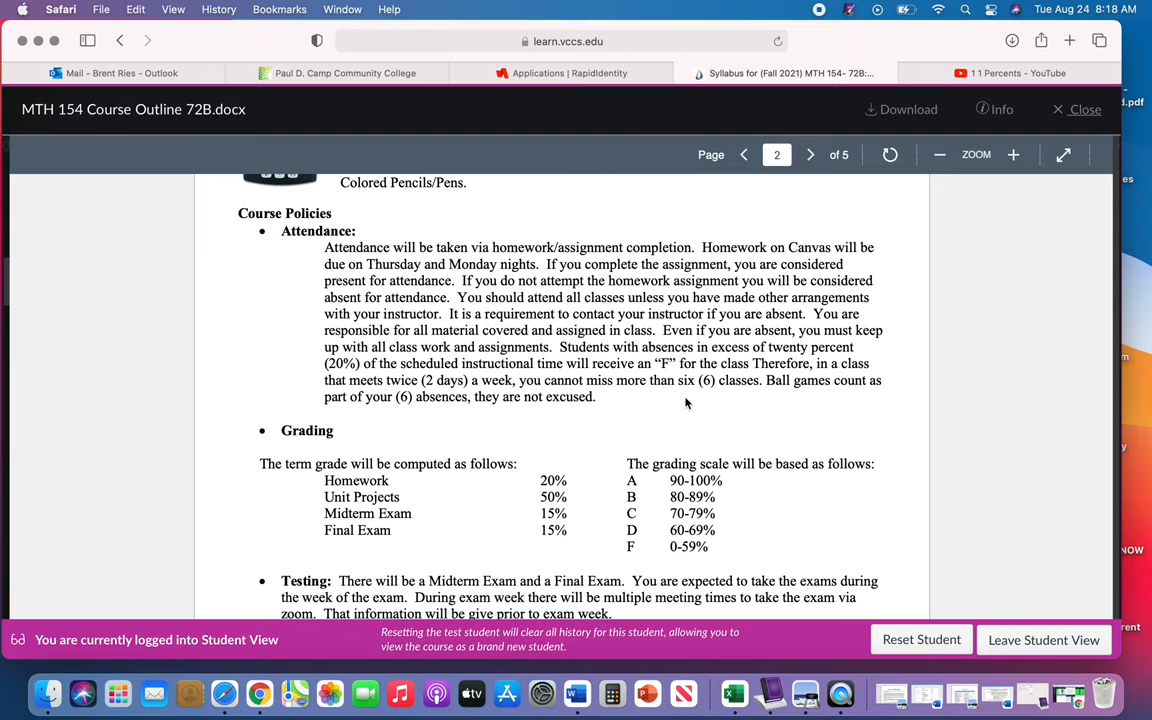 Safari File Edit View History Bookmarks Window Help Tue Aug 24 8:18 AM
learn.vccs.edu
Mail - Brent Ries - Outlook Paul D. Camp Community College Applications | RapidIdentity Syllabus for (Fall 2021) MTH 154- 72B:... 1 1 Percents - YouTube
MTH 154 Course Outline 72B.docx Download Info Close
Page 2 of 5 ZOOM
Colored Pencils/Pens.
Course Policies
• Attendance:
Attendance will be taken via homework/assignment completion. Homework on Canvas will be
due on Thursday and Monday nights. If you complete the assignment, you are considered
present for attendance. If you do not attempt the homework assignment you will be considered
absent for attendance. You should attend all classes unless you have made other arrangements
with your instructor. It is a requirement to contact your instructor if you are absent. You are
responsible for all material covered and assigned in class. Even if you are absent, you must keep
up with all class work and assignments. Students with absences in excess of twenty percent
(20%) of the scheduled instructional time will receive an “F” for the class Therefore, in a class
that meets twice (2 days) a week, you cannot miss more than six (6) classes. Ball games count as
part of your (6) absences, they are not excused.
• Grading
The term grade will be computed as follows: The grading scale will be based as follows:
Homework 20% A 90-100%
Unit Projects 50% B 80-89%
Midterm Exam 15% C 70-79%
Final Exam 15% D 60-69%
F 0-59%
• Testing: There will be a Midterm Exam and a Final Exam. You are expected to take the exams during
the week of the exam. During exam week there will be multiple meeting times to take the exam via
zoom. That information will be give prior to exam week.
You are currently logged into Student View
Resetting the test student will clear all history for this student, allowing you to
view the course as a brand new student.
Reset Student Leave Student View
.pdf
es
NOW
rent
tv